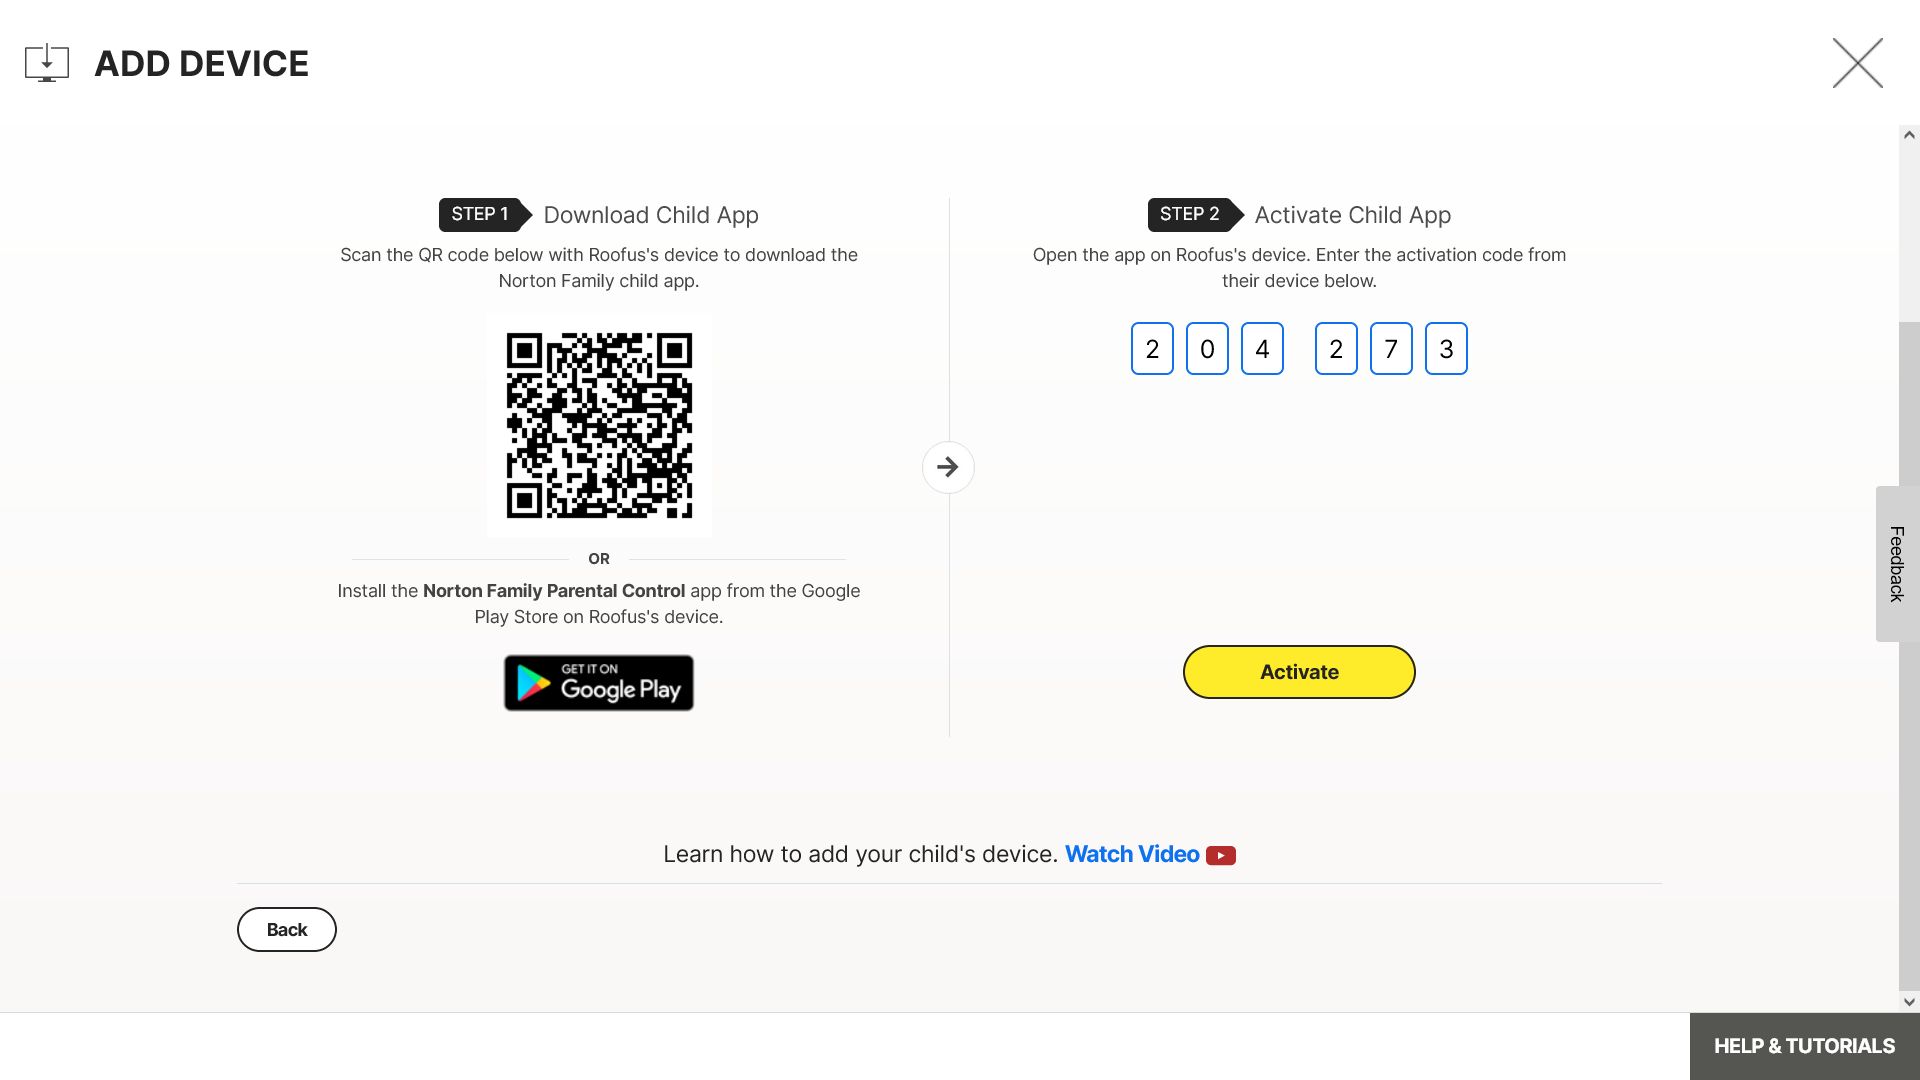 ADD DEVICE
STEP 1 Download Child App
Scan the QR code below with Roofus's device to download the
Norton Family child app.
OR
Install the Norton Family Parental Control app from the Google
Play Store on Roofus's device.
GET IT ON
Google Play
STEP 2 Activate Child App
Open the app on Roofus's device. Enter the activation code from
their device below.
2 0 4 2 7 3
Activate
Feedback
Learn how to add your child's device. Watch Video
Back
HELP & TUTORIALS